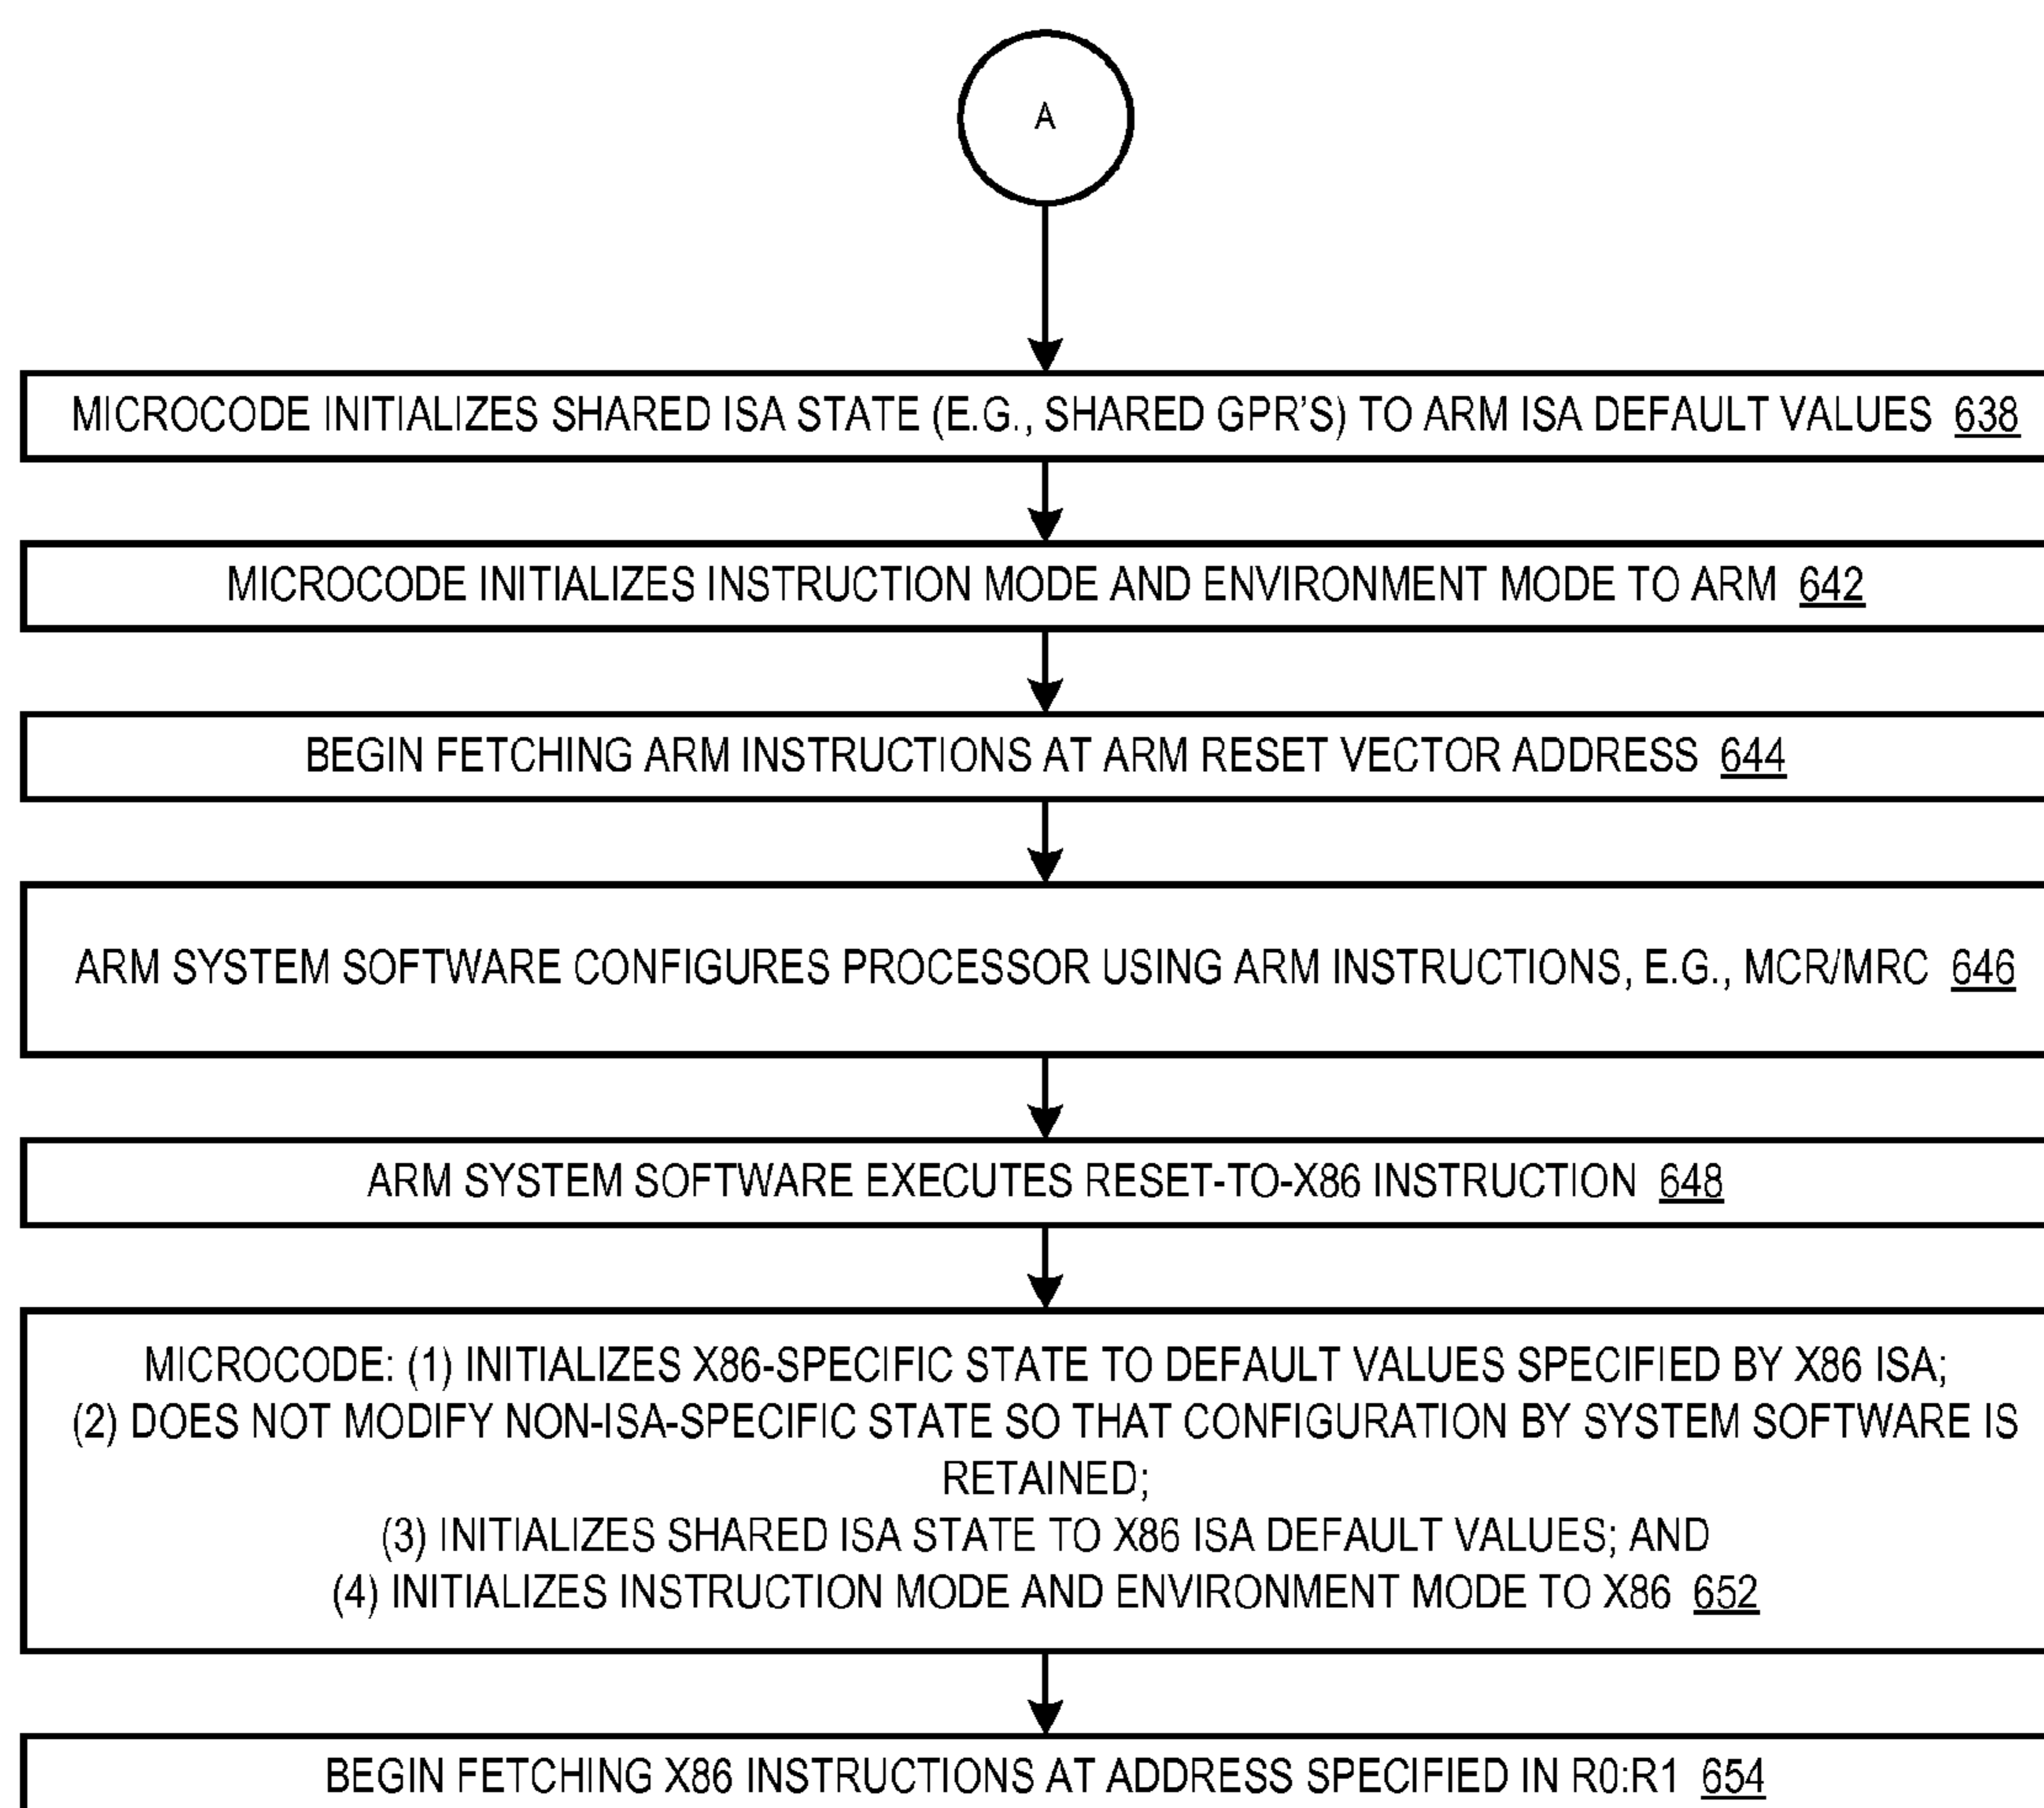 A
MICROCODE INITIALIZES SHARED ISA STATE (E.G., SHARED GPR'S) TO ARM ISA DEFAULT VALUES 638
MICROCODE INITIALIZES INSTRUCTION MODE AND ENVIRONMENT MODE TO ARM 642
BEGIN FETCHING ARM INSTRUCTIONS AT ARM RESET VECTOR ADDRESS 644
ARM SYSTEM SOFTWARE CONFIGURES PROCESSOR USING ARM INSTRUCTIONS, E.G., MCR/MRC 646
ARM SYSTEM SOFTWARE EXECUTES RESET-TO-X86 INSTRUCTION 648
MICROCODE: (1) INITIALIZES X86-SPECIFIC STATE TO DEFAULT VALUES SPECIFIED BY X86 ISA;
(2) DOES NOT MODIFY NON-ISA-SPECIFIC STATE SO THAT CONFIGURATION BY SYSTEM SOFTWARE IS
RETAINED;
(3) INITIALIZES SHARED ISA STATE TO X86 ISA DEFAULT VALUES; AND
(4) INITIALIZES INSTRUCTION MODE AND ENVIRONMENT MODE TO X86 652
BEGIN FETCHING X86 INSTRUCTIONS AT ADDRESS SPECIFIED IN R0:R1 654